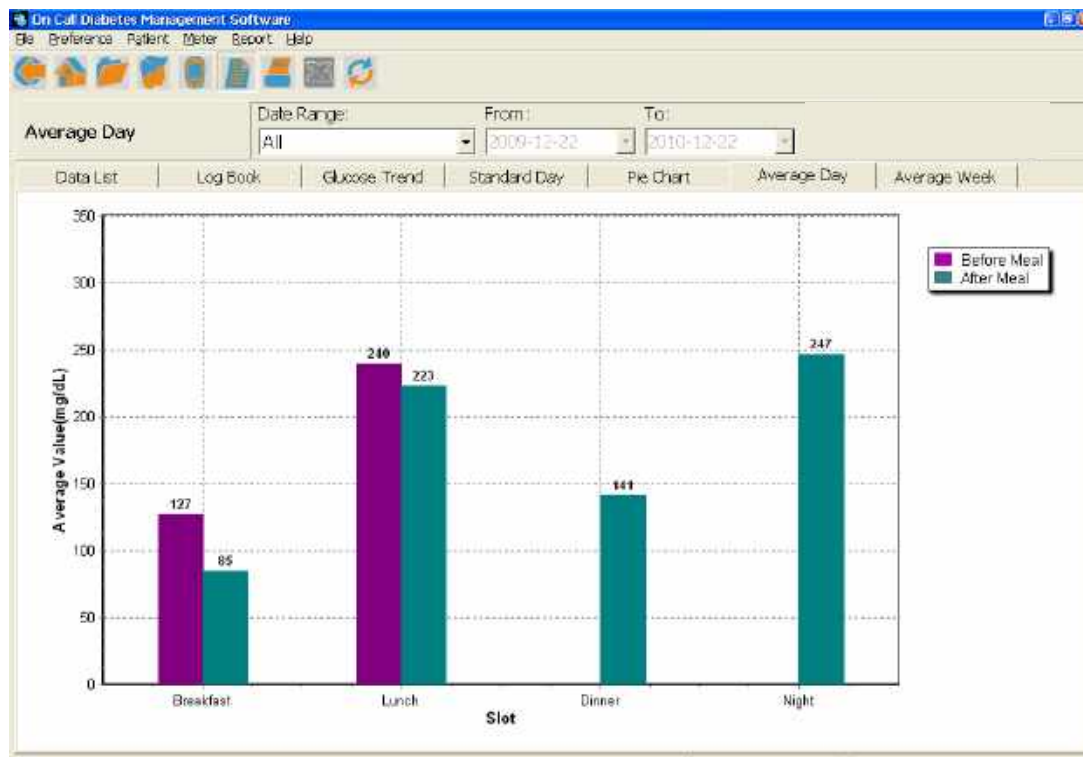 On Call Diabetes Management Software
File Preference Patient Meter Report Help
Average Day
Date Range: From: To:
All 2009-12-22 2010-12-22
Data List Log Book Glucose Trend Standard Day Pie Chart Average Day Average Week
350
300
250
200
150
100
50
0
Average Value(mg/dL)
127
85
240
223
141
247
Breakfast Lunch Dinner Night
Slot
Before Meal
After Meal